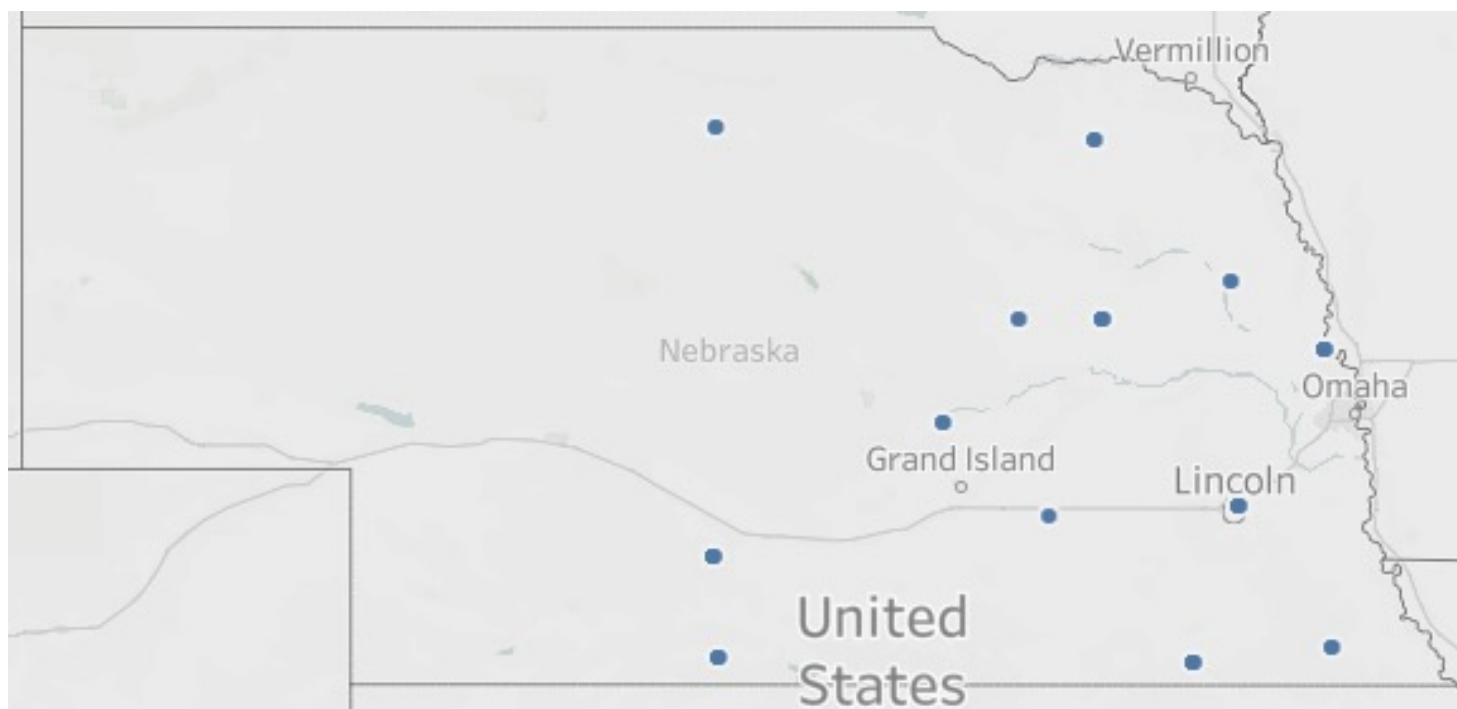 Vermillion
Nebraska
Omaha
Grand Island
Lincoln
United
States